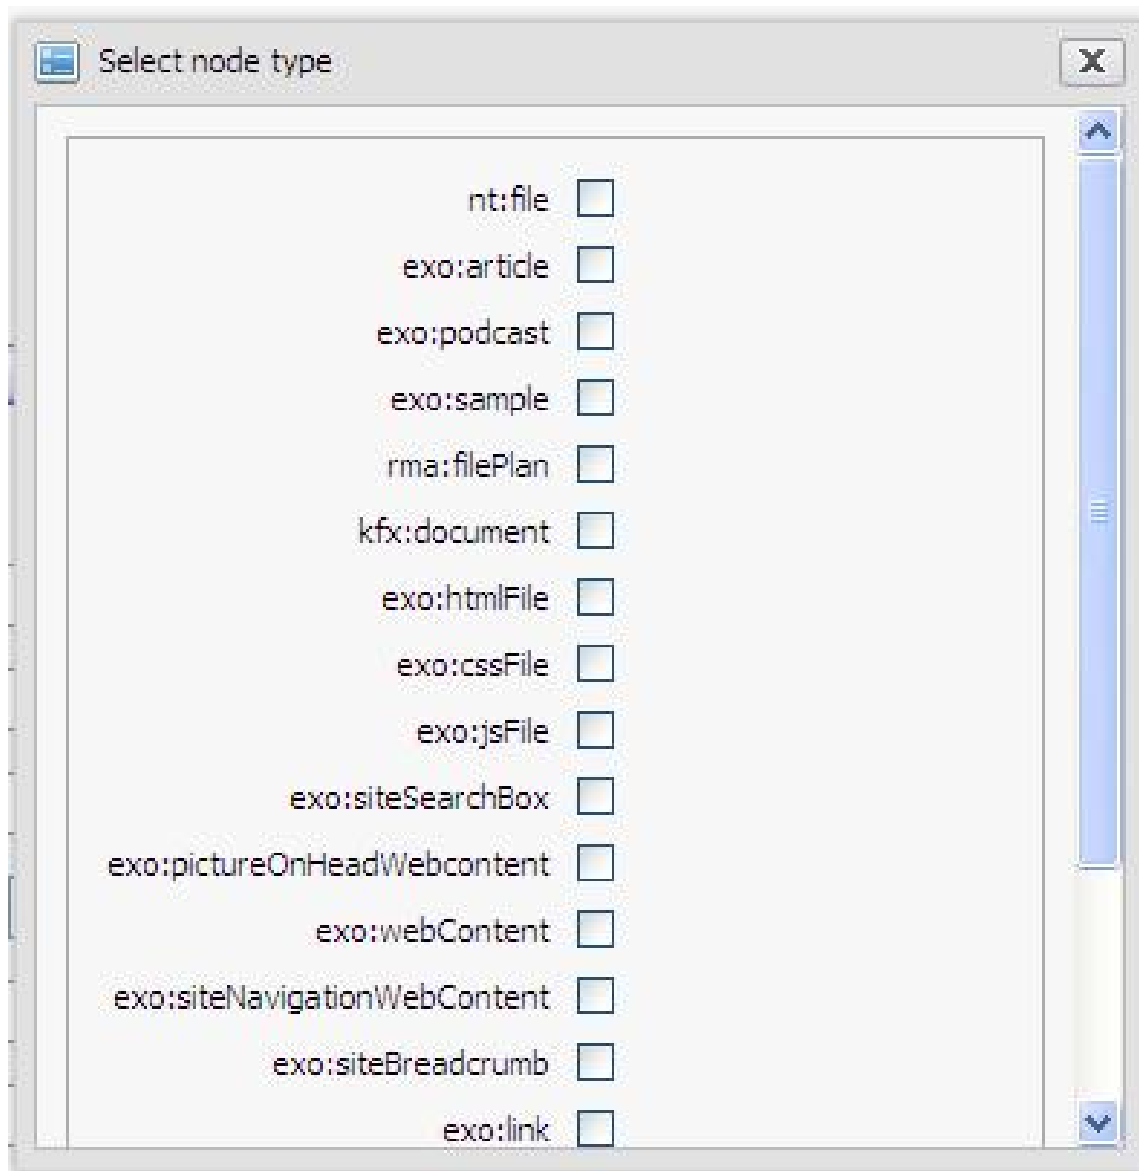 Select node type
nt:file
exo:article
exo:podcast
exo:sample
rma:filePlan
kfx:document
exo:htmlFile
exo:cssFile
exo:jsFile
exo:siteSearchBox
exo:pictureOnHeadWebcontent
exo:webContent
exo:siteNavigationWebContent
exo:siteBreadcrumb
exo:link